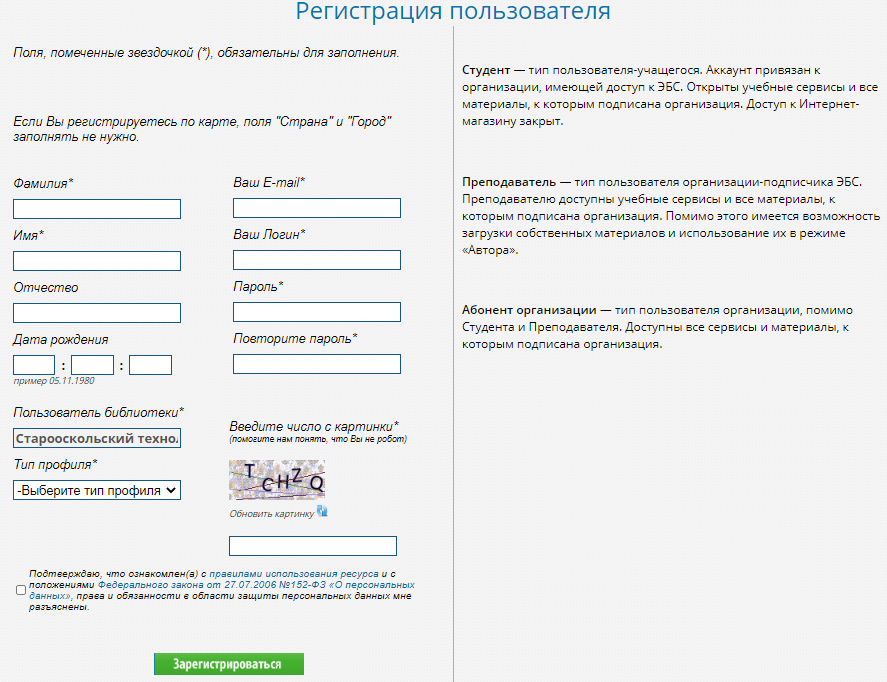 Регистрация пользователя
Поля, помеченные звездочкой (*), обязательны для заполнения.
Если Вы регистрируетесь по карте, поля "Страна" и "Город"
заполнять не нужно.
Фамилия*
Имя*
Отчество
Дата рождения
: :
пример 05.11.1980
Пользователь библиотеки*
Старооскольский техно
Тип профиля*
-Выберите тип профиля
Ваш E-mail*
Ваш Логин*
Пароль*
Повторите пароль*
Введите число с картинки*
(помогите нам понять, что Вы не робот)
TCHZQ
Обновить картинку
Подтверждаю, что ознакомлен(а) с правилами использования ресурса и с
положениями Федерального закона от 27.07.2006 №152-ФЗ «О персональных
данных», права и обязанности в области защиты персональных данных мне
разъяснены.
Зарегистрироваться
Студент — тип пользователя-учащегося. Аккаунт привязан к
организации, имеющей доступ к ЭБС. Открыты учебные сервисы и все
материалы, к которым подписана организация. Доступ к Интернет-
магазину закрыт.
Преподаватель — тип пользователя организации-подписчика ЭБС.
Преподавателю доступны учебные сервисы и все материалы, к
которым подписана организация. Помимо этого имеется возможность
загрузки собственных материалов и использование их в режиме
«Автора».
Абонент организации — тип пользователя организации, помимо
Студента и Преподавателя. Доступны все сервисы и материалы, к
которым подписана организация.